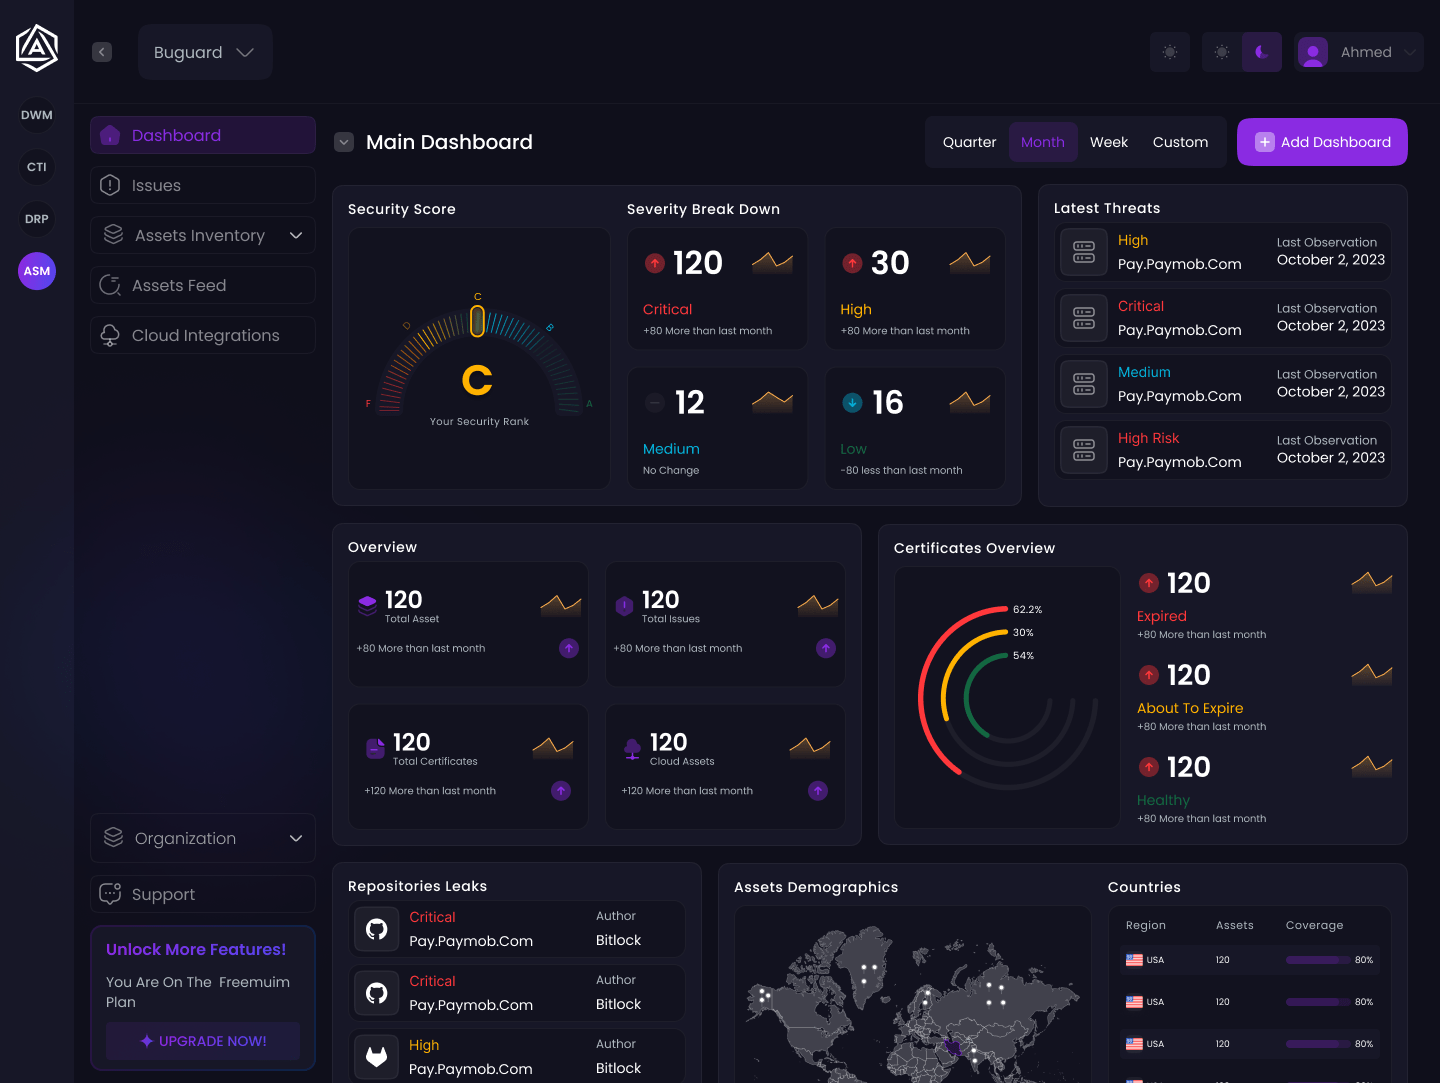 Buguard
Ahmed
DWM
CTI
DRP
ASM
Dashboard
Issues
Assets Inventory
Assets Feed
Cloud Integrations
Organization
Support
Unlock More Features!
You Are On The  Freemuim
Plan
UPGRADE NOW!
Main Dashboard
Quarter
Month
Week
Custom
Add Dashboard
Security Score
F
D
C
B
A
C
Your Security Rank
Severity Break Down
120
Critical
+80 More than last month
30
High
+80 More than last month
12
Medium
No Change
16
Low
-80 less than last month
Latest Threats
High
Pay.Paymob.Com
Last Observation
October 2, 2023
Critical
Pay.Paymob.Com
Last Observation
October 2, 2023
Medium
Pay.Paymob.Com
Last Observation
October 2, 2023
High Risk
Pay.Paymob.Com
Last Observation
October 2, 2023
Overview
120
Total Asset
+80 More than last month
120
Total Issues
+80 More than last month
120
Total Certificates
+120 More than last month
120
Cloud Assets
+120 More than last month
Certificates Overview
62.2%
30%
54%
120
Expired
+80 More than last month
120
About To Expire
+80 More than last month
120
Healthy
+80 More than last month
Repositories Leaks
Critical
Pay.Paymob.Com
Author
Bitlock
Critical
Pay.Paymob.Com
Author
Bitlock
High
Pay.Paymob.Com
Author
Bitlock
Assets Demographics
Countries
Region Assets Coverage
USA 120 80%
USA 120 80%
USA 120 80%